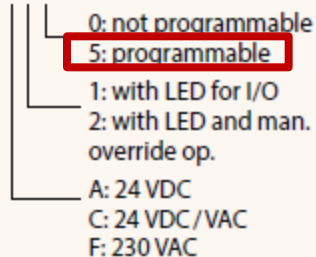 0: not programmable
5: programmable
1: with LED for I/O
2: with LED and man.
override op.
A: 24 VDC
C: 24 VDC/VAC
F: 230 VAC